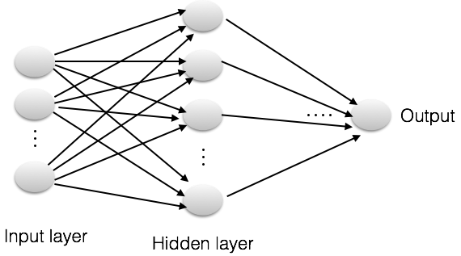 Output
Input layer
Hidden layer